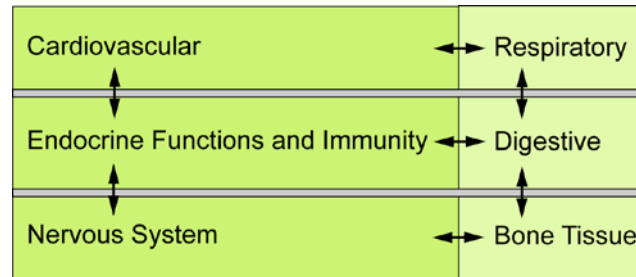 Cardiovascular
Respiratory
Endocrine Functions and Immunity
Digestive
Nervous System
Bone Tissue